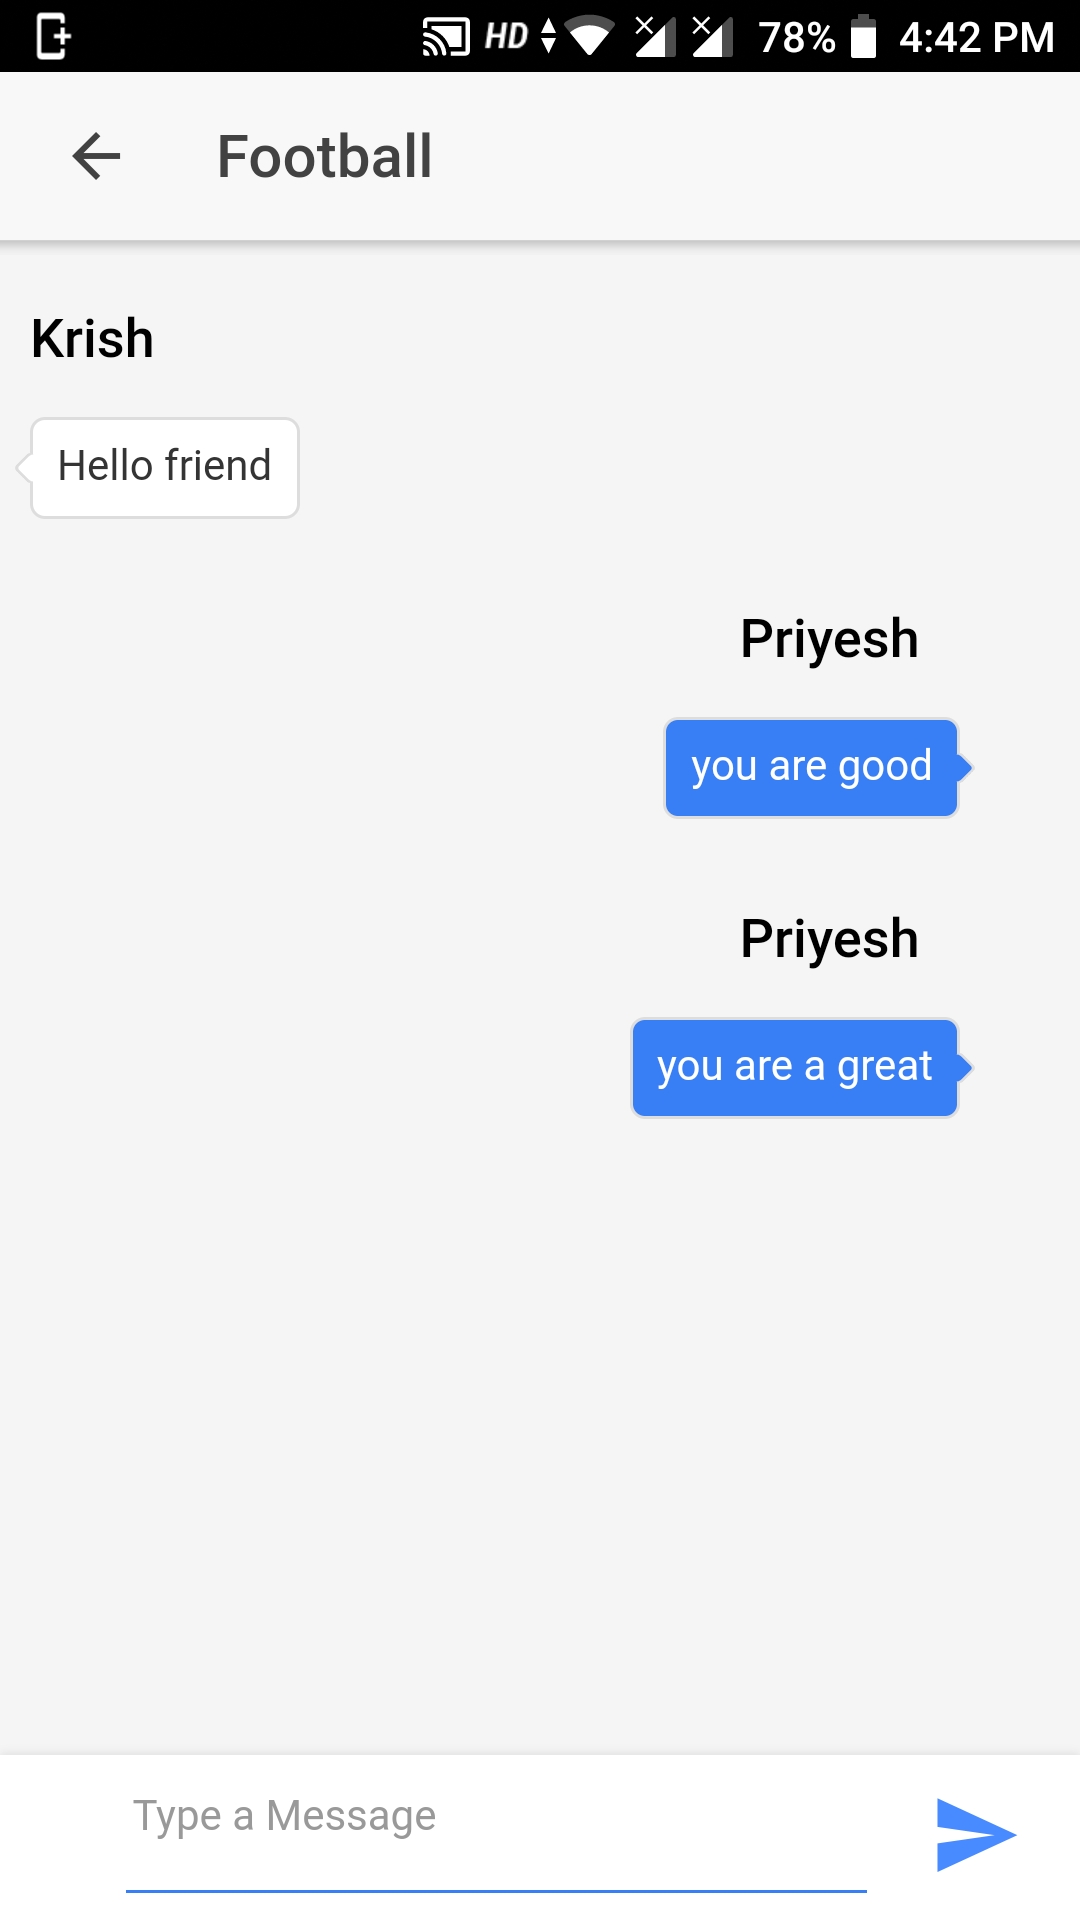 HD 78% 4:42 PM
Football
Krish
Hello friend
Priyesh
you are good
Priyesh
you are a great
Type a Message